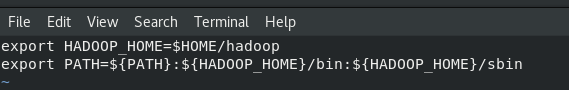 File Edit View Search Terminal Help
export HADOOP_HOME=$HOME/hadoop
export PATH=${PATH}:${HADOOP_HOME}/bin:${HADOOP_HOME}/sbin
~